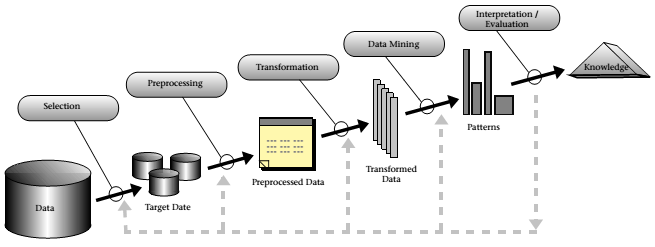 Interpretation /
Evaluation
Data Mining
Knowledge
Transformation
Preprocessing
Patterns
Selection
Transformed
Data
Preprocessed Data
Target Date
Data